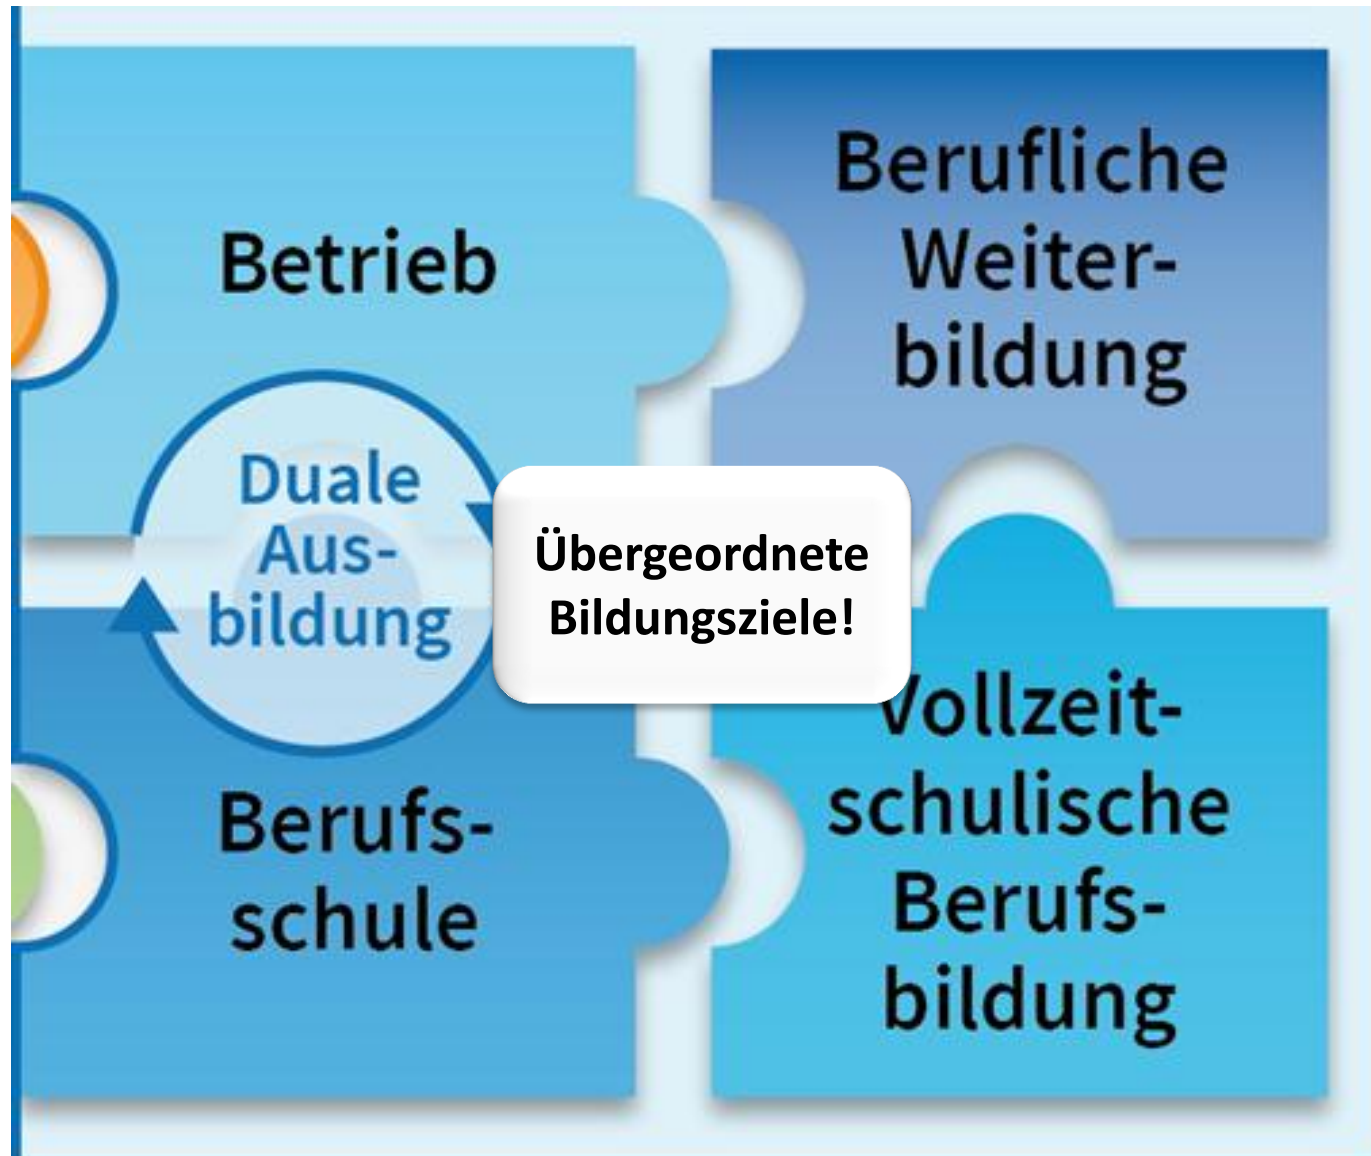 Betrieb
Berufliche
Weiter-
bildung
Duale
Aus-
bildung
Übergeordnete
Bildungsziele!
Berufs-
schule
Vollzeit-
schulische
Berufs-
bildung